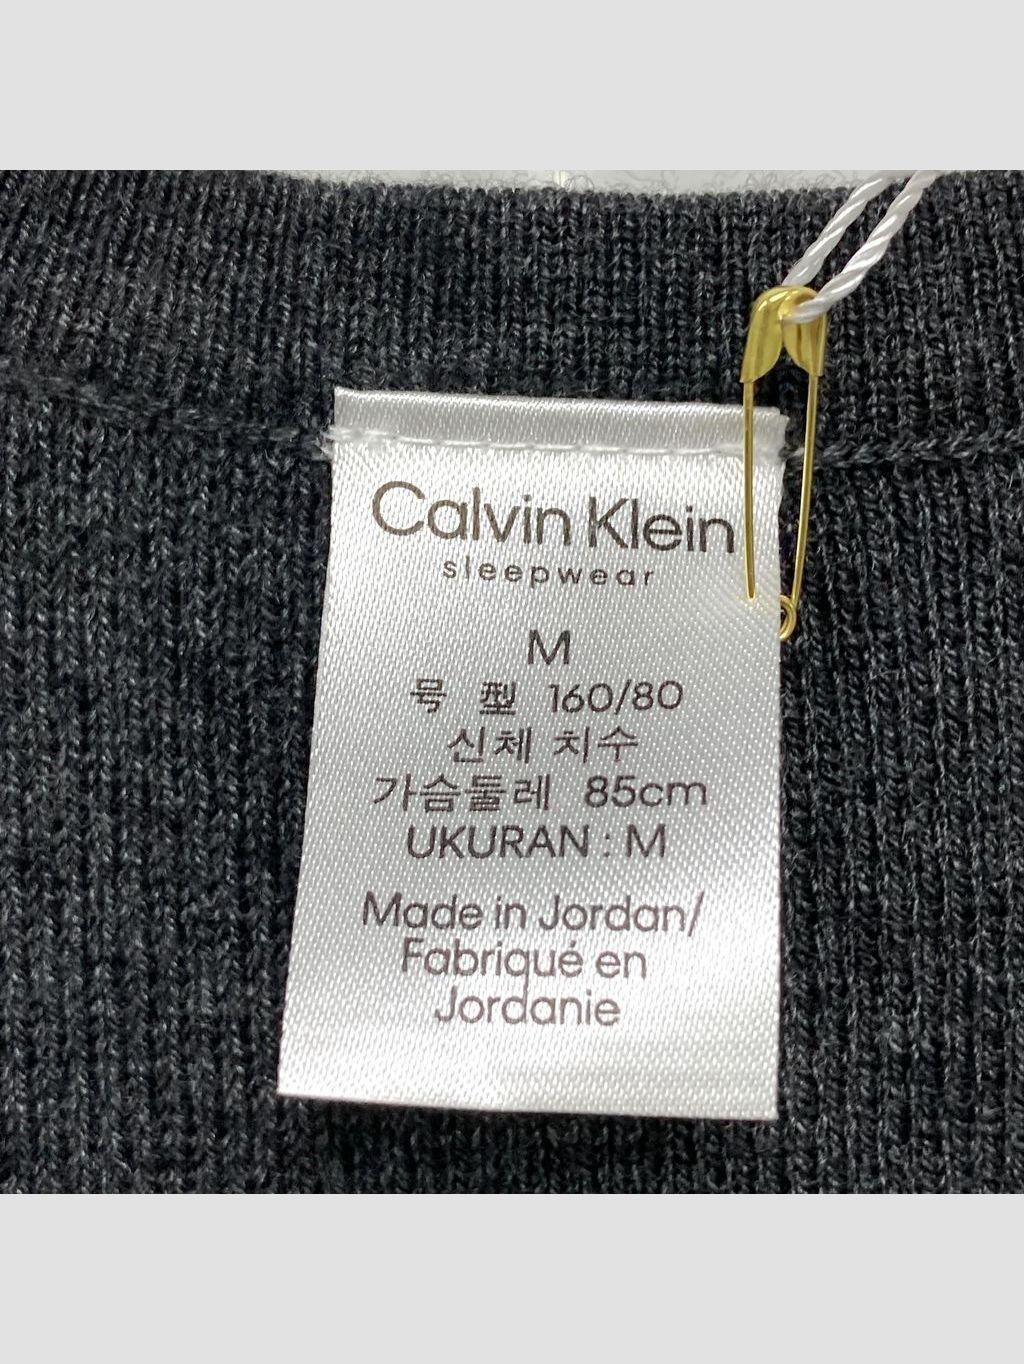 Calvin Klein
sleepwear
M
号 型 160/80
신체 치수
가슴둘레 85cm
UKURAN : M
Made in Jordan/
Fabriqué en
Jordanie